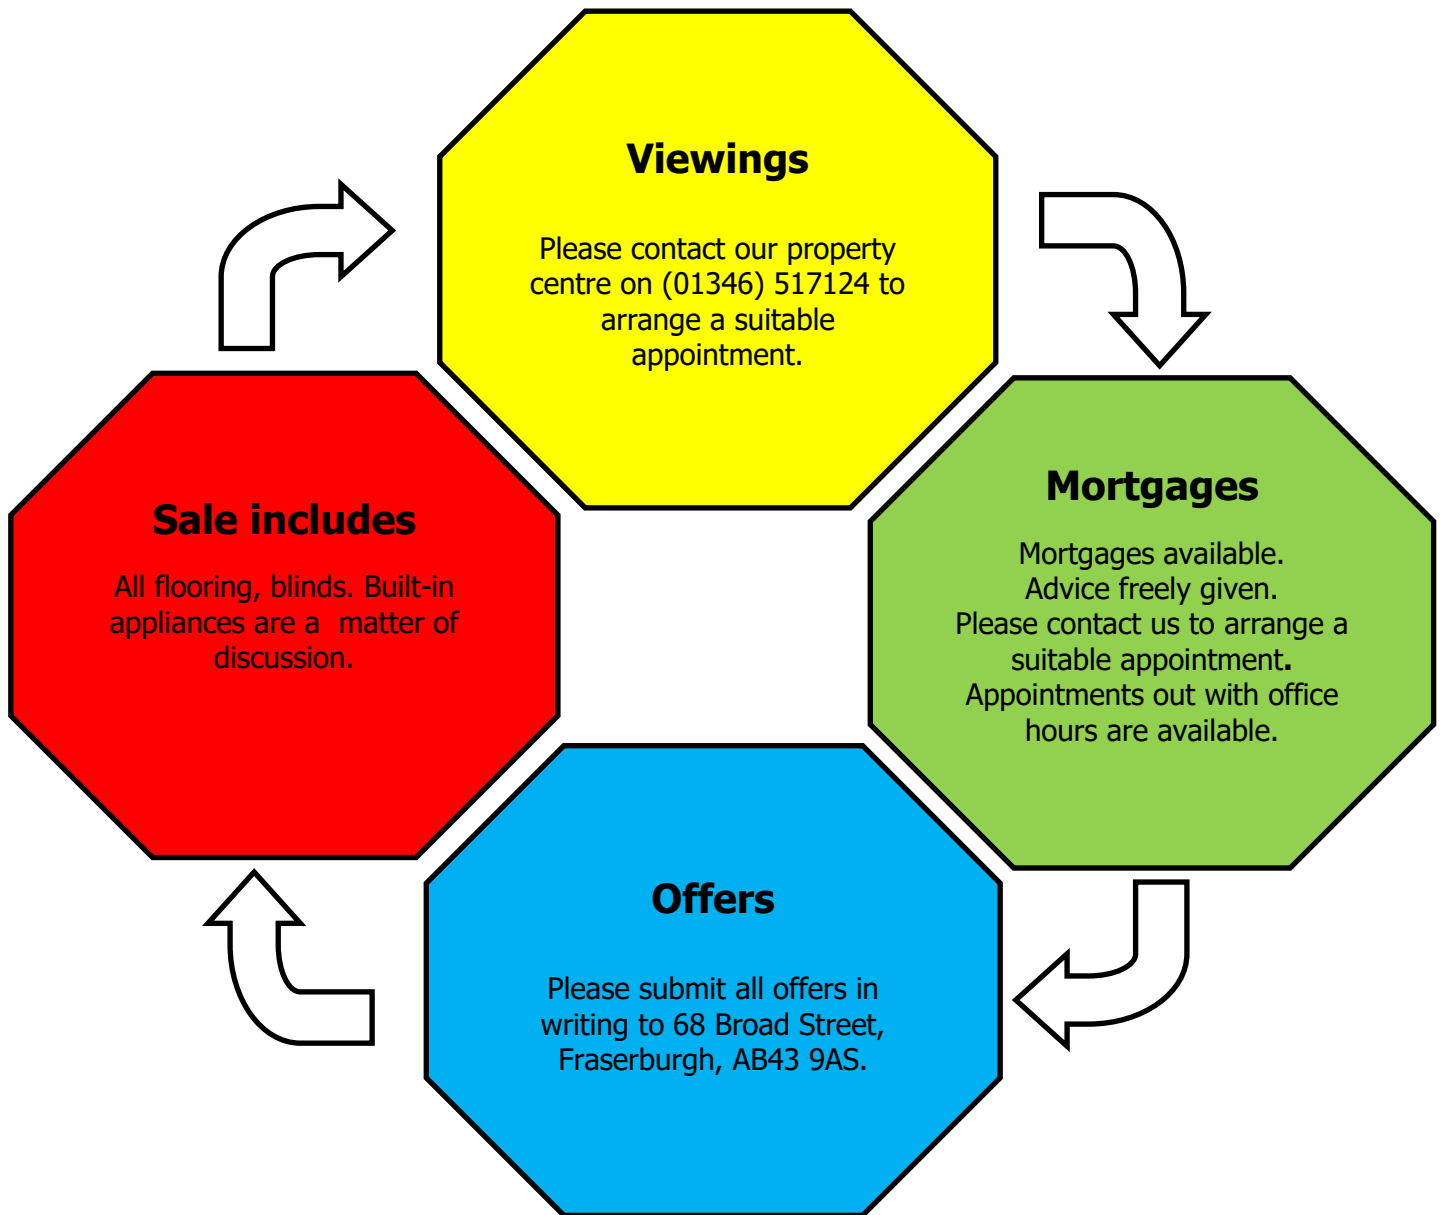 Viewings
Please contact our property
centre on (01346) 517124 to
arrange a suitable
appointment.
Mortgages
Mortgages available.
Advice freely given.
Please contact us to arrange a
suitable appointment.
Appointments out with office
hours are available.
Offers
Please submit all offers in
writing to 68 Broad Street,
Fraserburgh, AB43 9AS.
Sale includes
All flooring, blinds. Built-in
appliances are a  matter of
discussion.